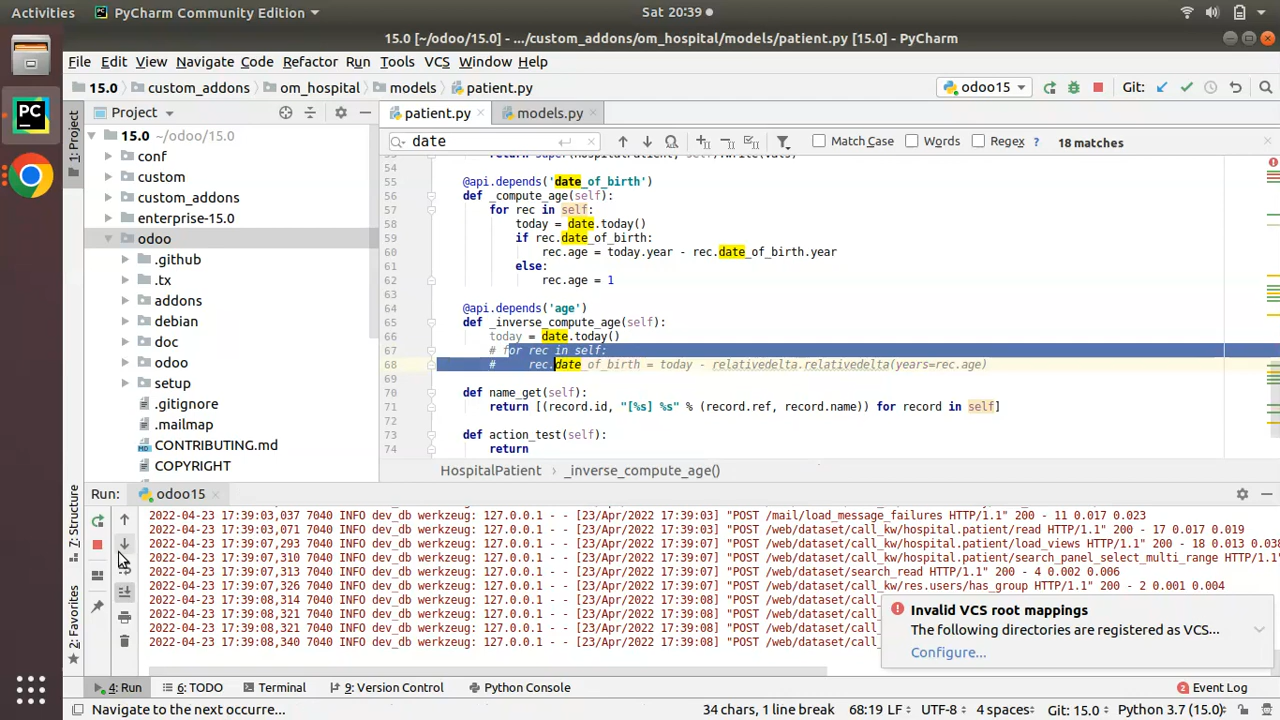 Activities PyCharm Community Edition Sat 20:39
15.0 [~/odoo/15.0] - .../custom_addons/om_hospital/models/patient.py [15.0] - PyCharm
File Edit View Navigate Code Refactor Run Tools VCS Window Help
15.0 custom_addons om_hospital models patient.py odoo15 Git:
1: Project
Project
patient.py models.py
date Match Case Words Regex ? 18 matches
15.0 ~/odoo/15.0
conf
custom
custom_addons
enterprise-15.0
odoo
.github
.tx
addons
debian
doc
odoo
setup
.gitignore
.mailmap
CONTRIBUTING.md
COPYRIGHT
53 return super(HospitalPatient, self).write(vals)
54
55 @api.depends('date_of_birth')
56 def _compute_age(self):
57 for rec in self:
58 today = date.today()
59 if rec.date_of_birth:
60 rec.age = today.year - rec.date_of_birth.year
61 else:
62 rec.age = 1
63
64 @api.depends('age')
65 def _inverse_compute_age(self):
66 today = date.today()
67 # for rec in self:
68 # rec.date_of_birth = today - relativedelta.relativedelta(years=rec.age)
69
70 def name_get(self):
71 return [(record.id, "[%s] %s" % (record.ref, record.name)) for record in self]
72
73 def action_test(self):
74 return
HospitalPatient _inverse_compute_age()
Run: odoo15
7: Structure
2: Favorites
2022-04-23 17:39:03,037 7040 INFO dev_db werkzeug: 127.0.0.1 - - [23/Apr/2022 17:39:03] "POST /mail/load_message_failures HTTP/1.1" 200 - 11 0.017 0.023
2022-04-23 17:39:03,071 7040 INFO dev_db werkzeug: 127.0.0.1 - - [23/Apr/2022 17:39:03] "POST /web/dataset/call_kw/hospital.patient/read HTTP/1.1" 200 - 17 0.017 0.019
2022-04-23 17:39:07,293 7040 INFO dev_db werkzeug: 127.0.0.1 - - [23/Apr/2022 17:39:07] "POST /web/dataset/call_kw/hospital.patient/load_views HTTP/1.1" 200 - 18 0.013 0.038
2022-04-23 17:39:07,310 7040 INFO dev_db werkzeug: 127.0.0.1 - - [23/Apr/2022 17:39:07] "POST /web/dataset/call_kw/hospital.patient/search_panel_select_multi_range HTTP/1.1"
2022-04-23 17:39:07,313 7040 INFO dev_db werkzeug: 127.0.0.1 - - [23/Apr/2022 17:39:07] "POST /web/dataset/search_read HTTP/1.1" 200 - 4 0.002 0.006
2022-04-23 17:39:07,326 7040 INFO dev_db werkzeug: 127.0.0.1 - - [23/Apr/2022 17:39:07] "POST /web/dataset/call_kw/res.users/has_group HTTP/1.1" 200 - 2 0.001 0.004
2022-04-23 17:39:08,314 7040 INFO dev_db werkzeug: 127.0.0.1 - - [23/Apr/2022 17:39:08] "POST /web/dataset/call_kw/
2022-04-23 17:39:08,321 7040 INFO dev_db werkzeug: 127.0.0.1 - - [23/Apr/2022 17:39:08] "POST /web/dataset/call_kw/
2022-04-23 17:39:08,321 7040 INFO dev_db werkzeug: 127.0.0.1 - - [23/Apr/2022 17:39:08] "POST /web/dataset/call_kw/
2022-04-23 17:39:08,340 7040 INFO dev_db werkzeug: 127.0.0.1 - - [23/Apr/2022 17:39:08] "POST /web/dataset/call_kw/
Invalid VCS root mappings
The following directories are registered as VCS...
Configure...
4: Run 6: TODO Terminal 9: Version Control Python Console 2 Event Log
Navigate to the next occurre... 34 chars, 1 line break 68:19 LF UTF-8 4 spaces Git: 15.0 Python 3.7 (15.0)